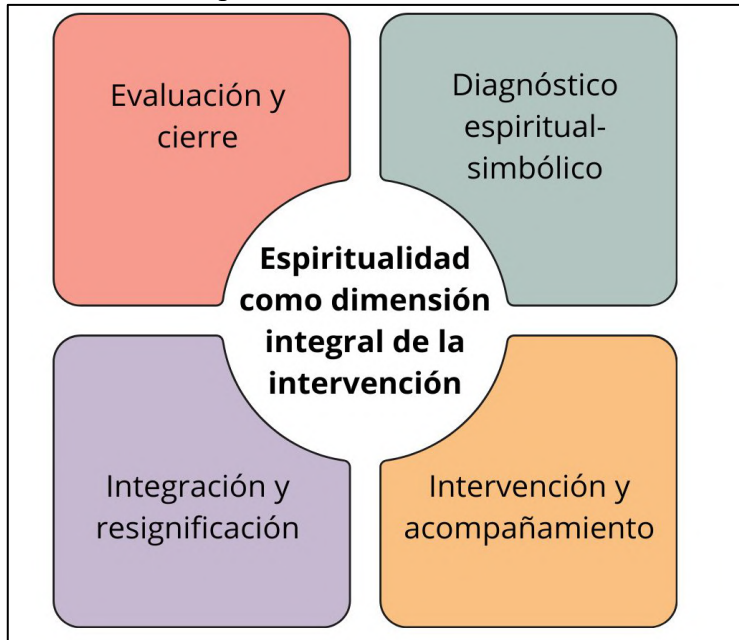 Evaluación y
cierre
Diagnóstico
espiritual-
simbólico
Espiritualidad
como dimensión
integral de la
intervención
Integración y
resignificación
Intervención y
acompañamiento